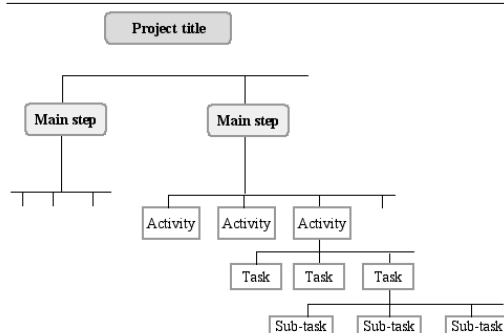 Project title
Main step
Main step
Activity
Activity
Activity
Task
Task
Task
Sub-task
Sub-task
Sub-task